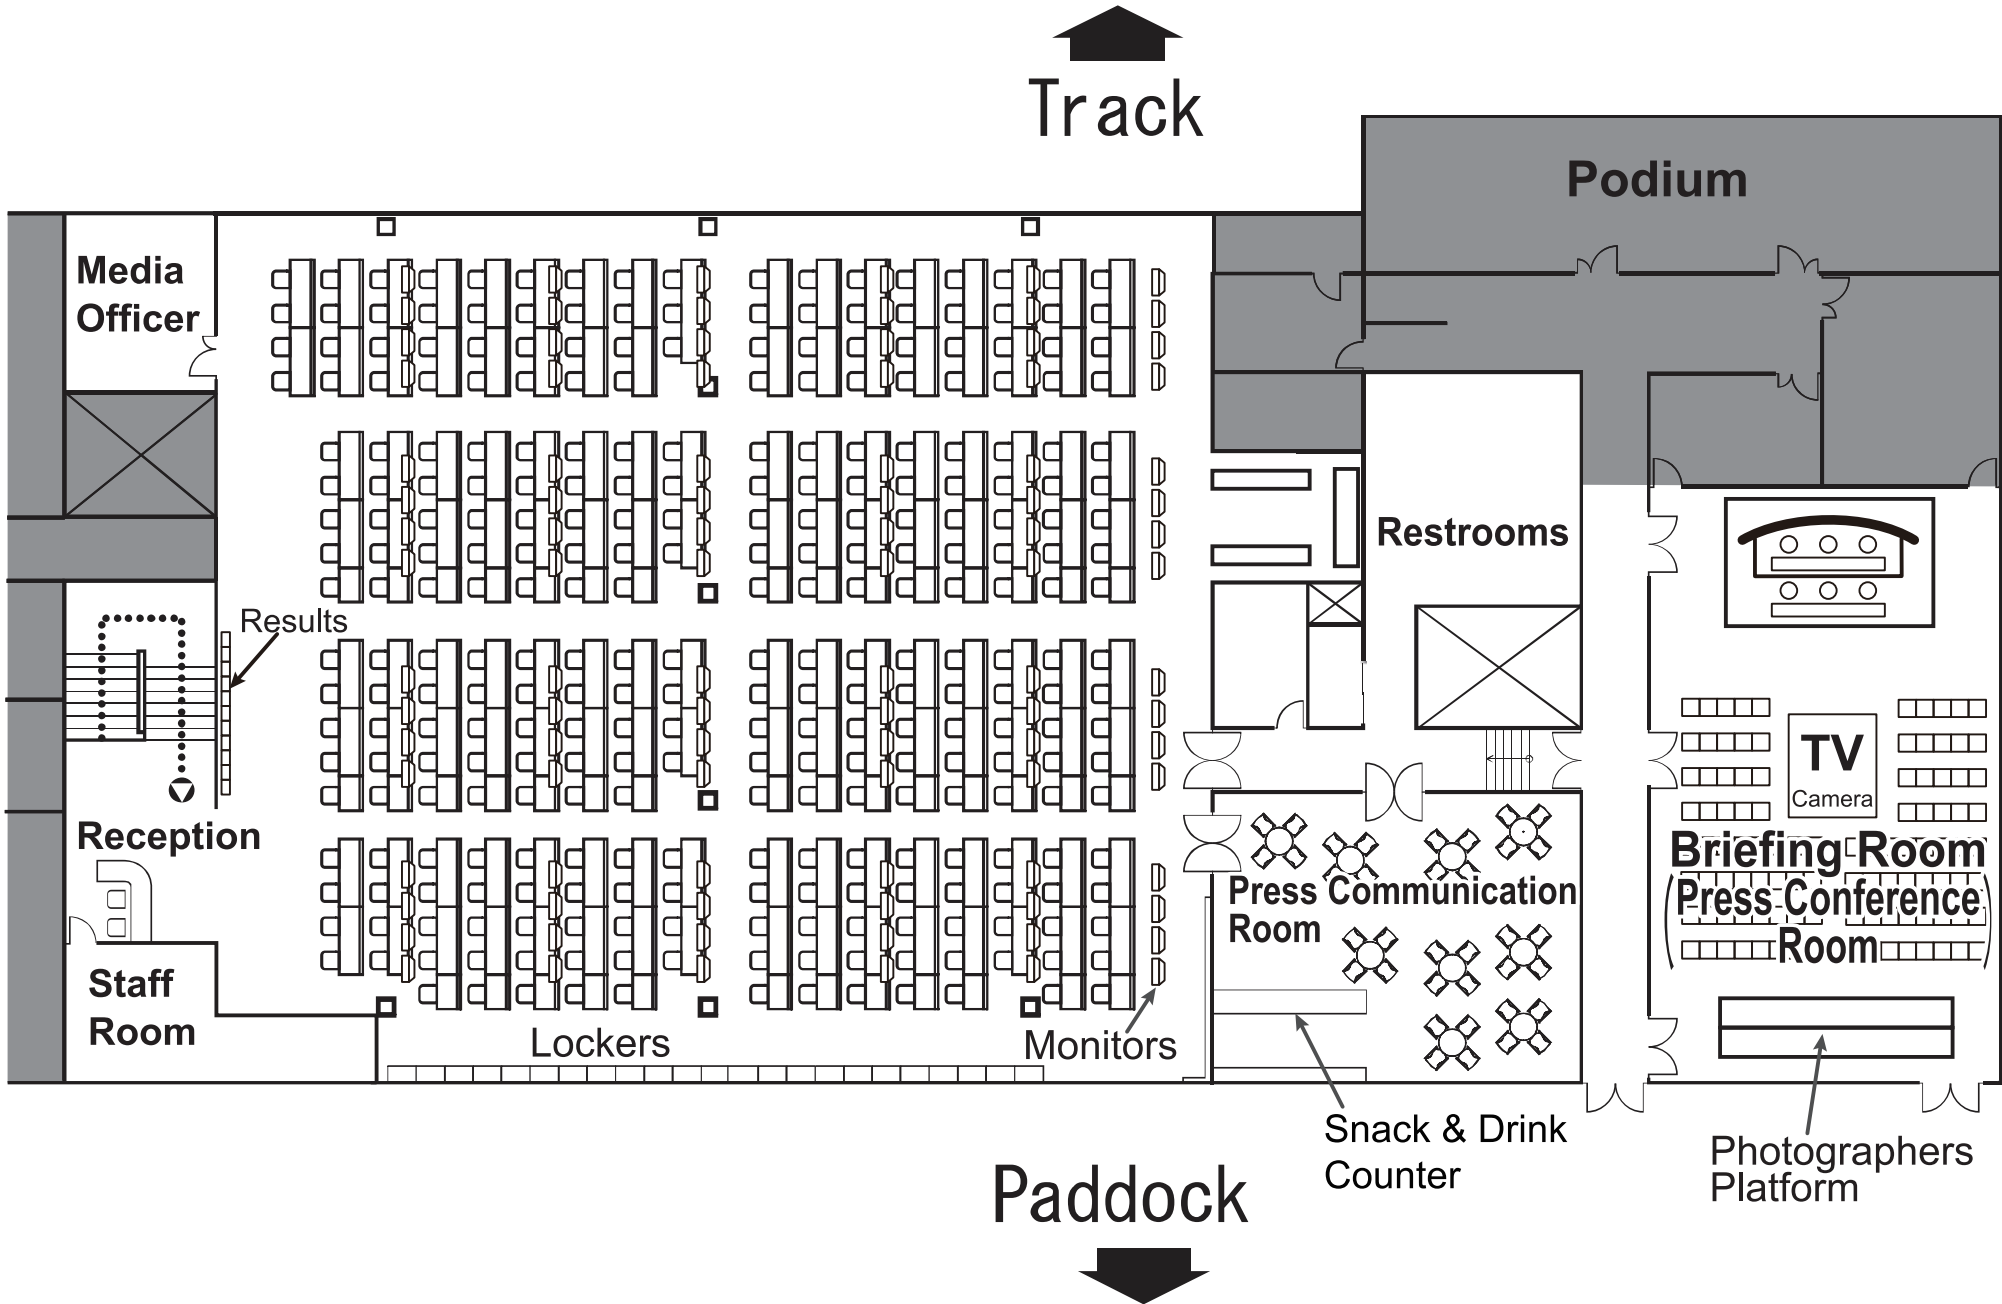 Track
Podium
Media
Officer
Restrooms
Results
TV
Camera
Reception
Briefing Room
Press Communication
Room
(Press Conference
Room)
Staff
Room
Lockers
Monitors
Snack & Drink
Counter
Photographers
Platform
Paddock